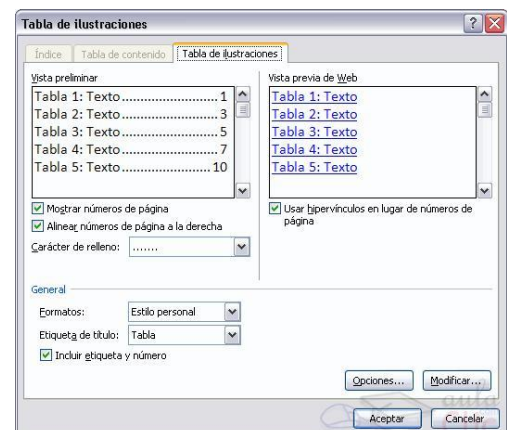 Tabla de ilustraciones
Índice Tabla de contenido Tabla de ilustraciones
Vista preliminar
Tabla 1: Texto.......................1
Tabla 2: Texto.......................3
Tabla 3: Texto.......................5
Tabla 4: Texto.......................7
Tabla 5: Texto.....................10
Mostrar números de página
Alinear números de página a la derecha
Carácter de relleno: .......
Vista previa de Web
Tabla 1: Texto
Tabla 2: Texto
Tabla 3: Texto
Tabla 4: Texto
Tabla 5: Texto
Usar hipervínculos en lugar de números de
página
General
Formatos: Estilo personal
Etiqueta de título: Tabla
Incluir etiqueta y número
Opciones... Modificar...
aula
Aceptar Cancelar